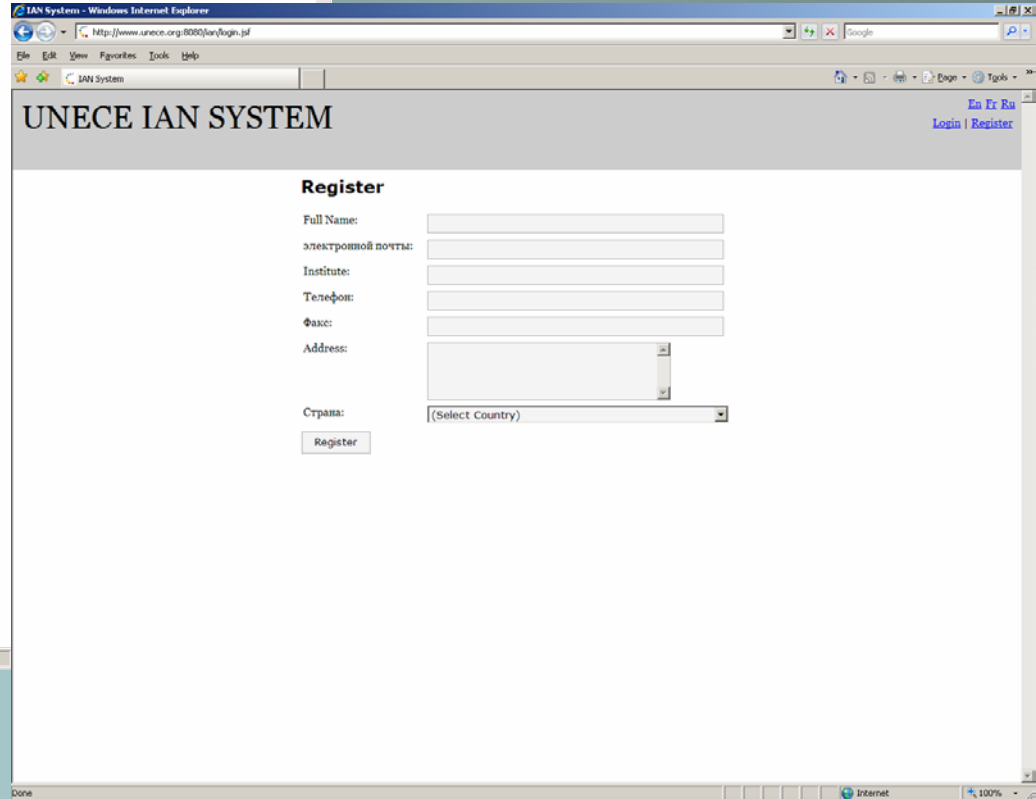 IAN System - Windows Internet Explorer
http://www.unece.org:8080/ian/login.jsf
Google
File Edit View Favorites Tools Help
IAN System
Page Tools
UNECE IAN SYSTEM
En Fr Ru
Login | Register
Register
Full Name:
электронной почты:
Institute:
Телефон:
Факс:
Address:
Страна:
(Select Country)
Register
Done
Internet
100%